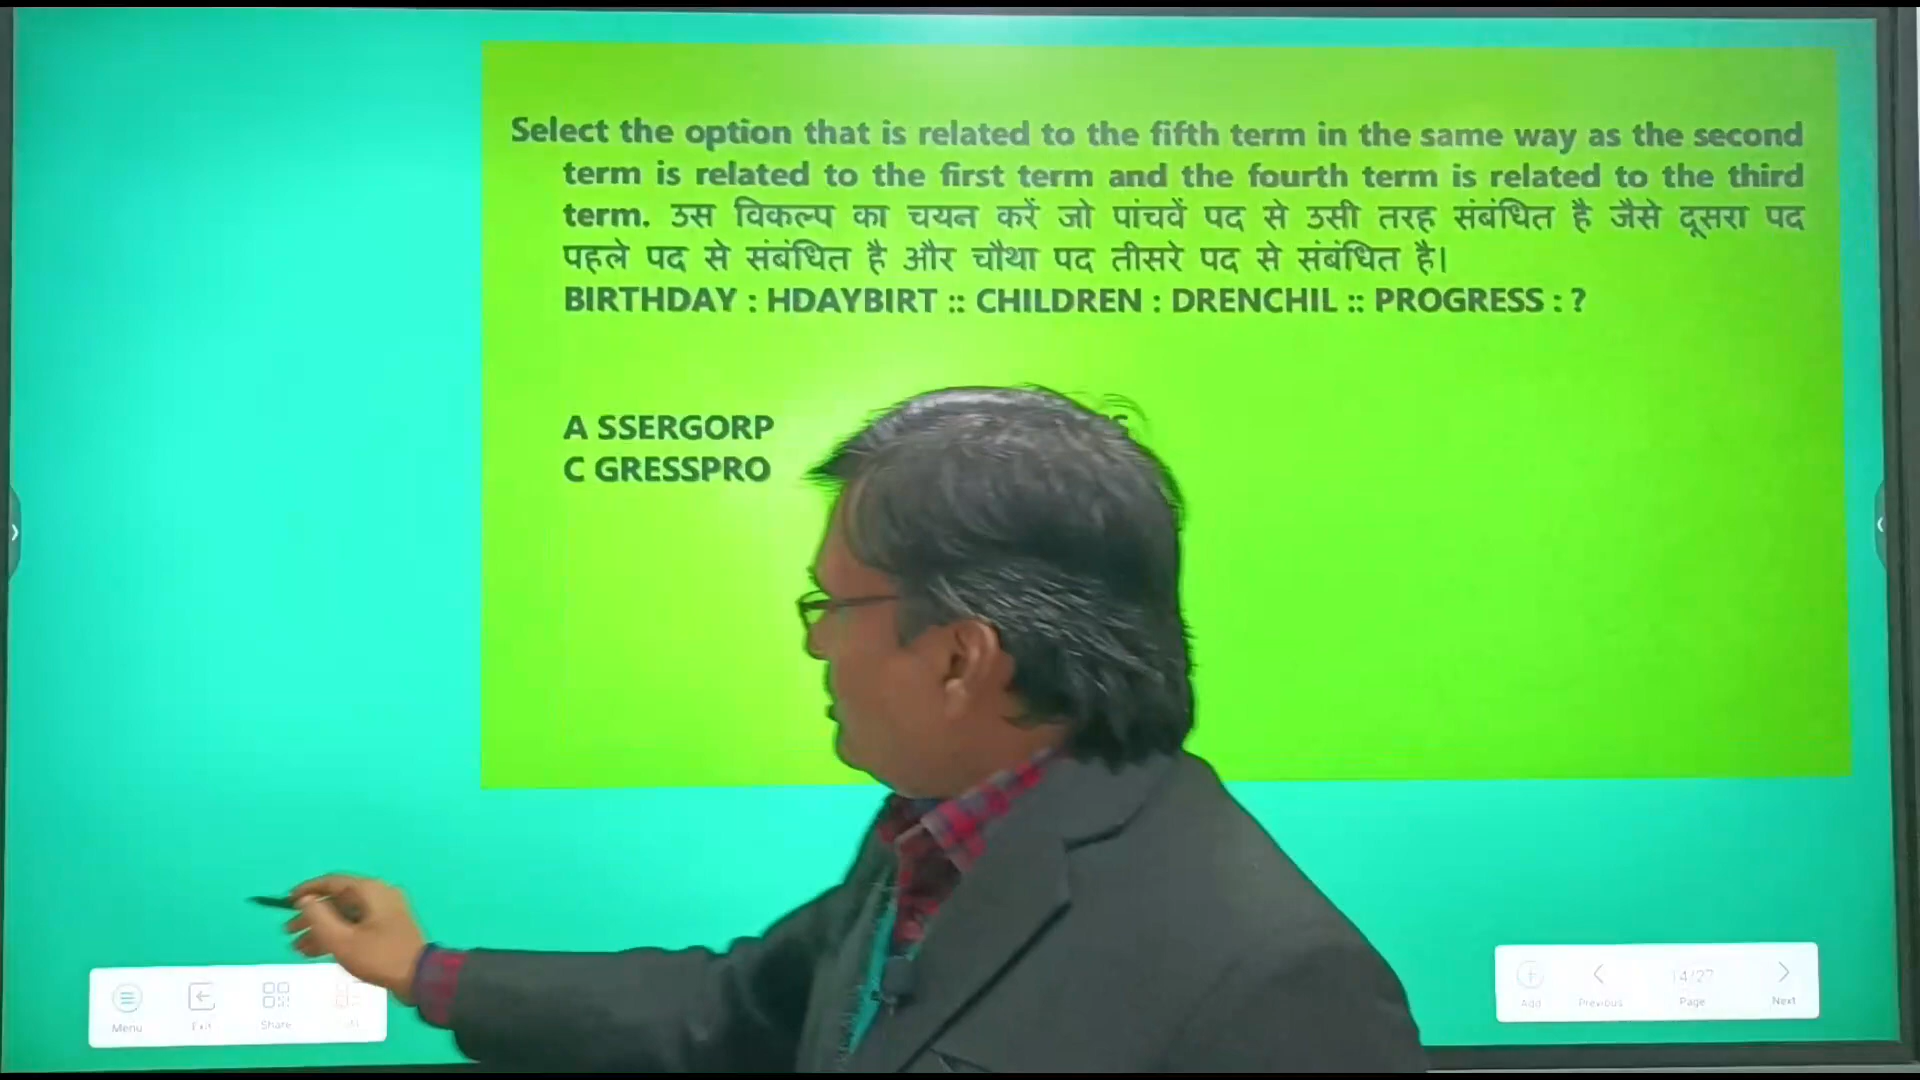 Select the option that is related to the fifth term in the same way as the second
term is related to the first term and the fourth term is related to the third
term. उस विकल्प का चयन करें जो पांचवें पद से उसी तरह संबंधित है जैसे दूसरा पद
पहले पद से संबंधित है और चौथा पद तीसरे पद से संबंधित है।
BIRTHDAY : HDAYBIRT :: CHILDREN : DRENCHIL :: PROGRESS : ?
A SSERGORP
C GRESSPRO
Menu Exit Share
Add Previous 14/27 Page Next